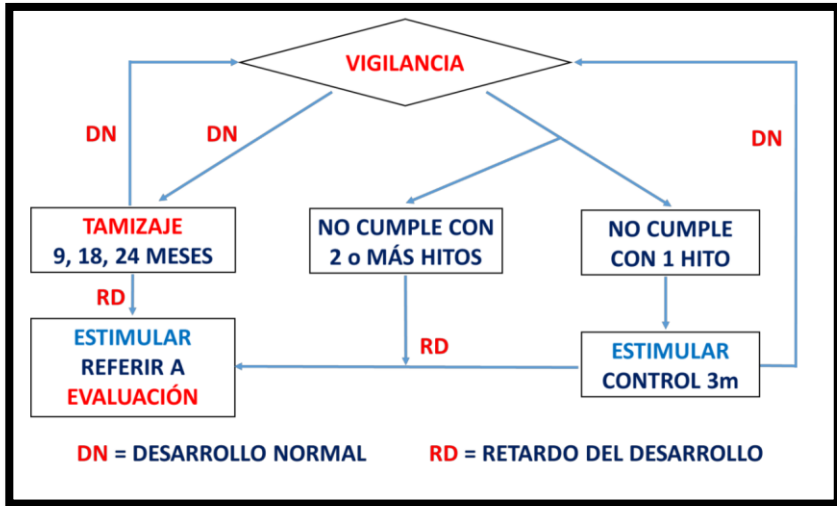 VIGILANCIA
DN
DN
DN
TAMIZAJE
9, 18, 24 MESES
NO CUMPLE CON
2 o MÁS HITOS
NO CUMPLE
CON 1 HITO
RD
ESTIMULAR
REFERIR A
EVALUACIÓN
RD
ESTIMULAR
CONTROL 3m
DN = DESARROLLO NORMAL
RD = RETARDO DEL DESARROLLO